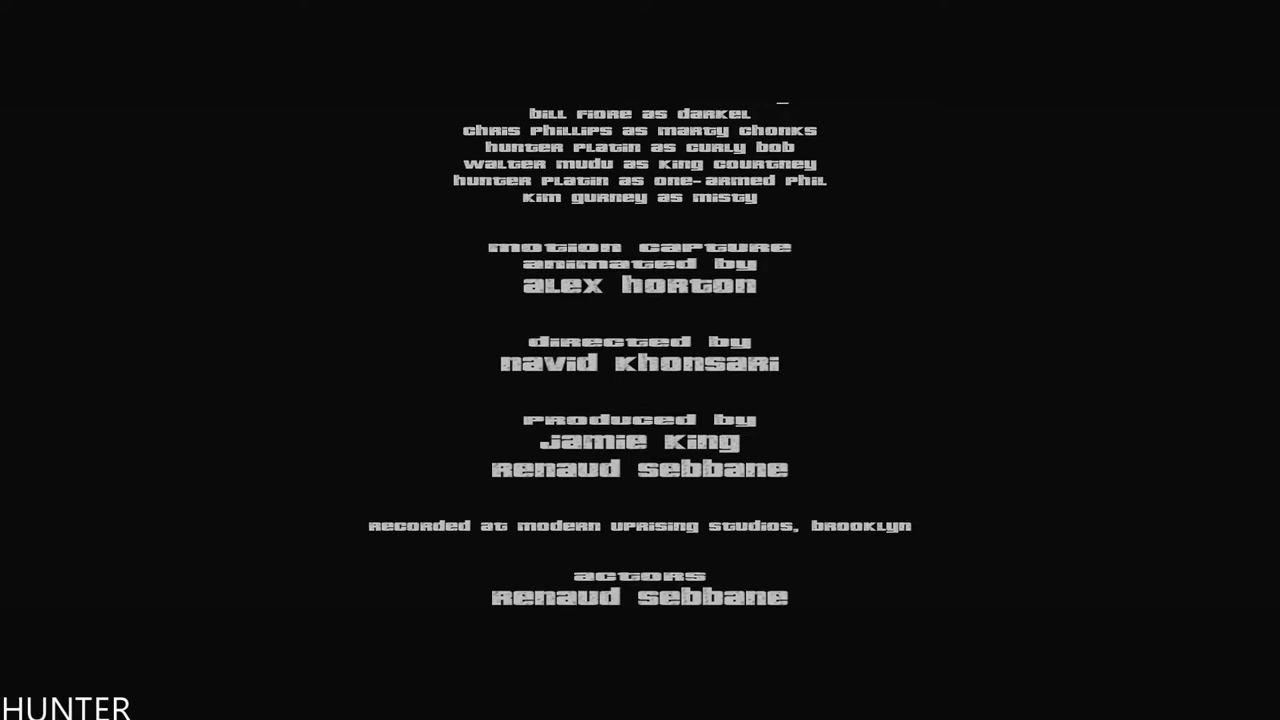 BILL FIORE AS DARKEL
CHRIS PHILLIPS AS MARTY CHONKS
HUNTER PLATIN AS CURLY BOB
WALTER MUDU AS KING COURTNEY
HUNTER PLATIN AS ONE-ARMED PHIL
KIM GURNEY AS MISTY
MOTION CAPTURE
ANIMATED BY
ALEX HORTON
DIRECTED BY
NAVID KHONSARI
PRODUCED BY
JAMIE KING
RENAUD SEBBANE
RECORDED AT MODERN UPRISING STUDIOS, BROOKLYN
ACTORS
RENAUD SEBBANE
HUNTER